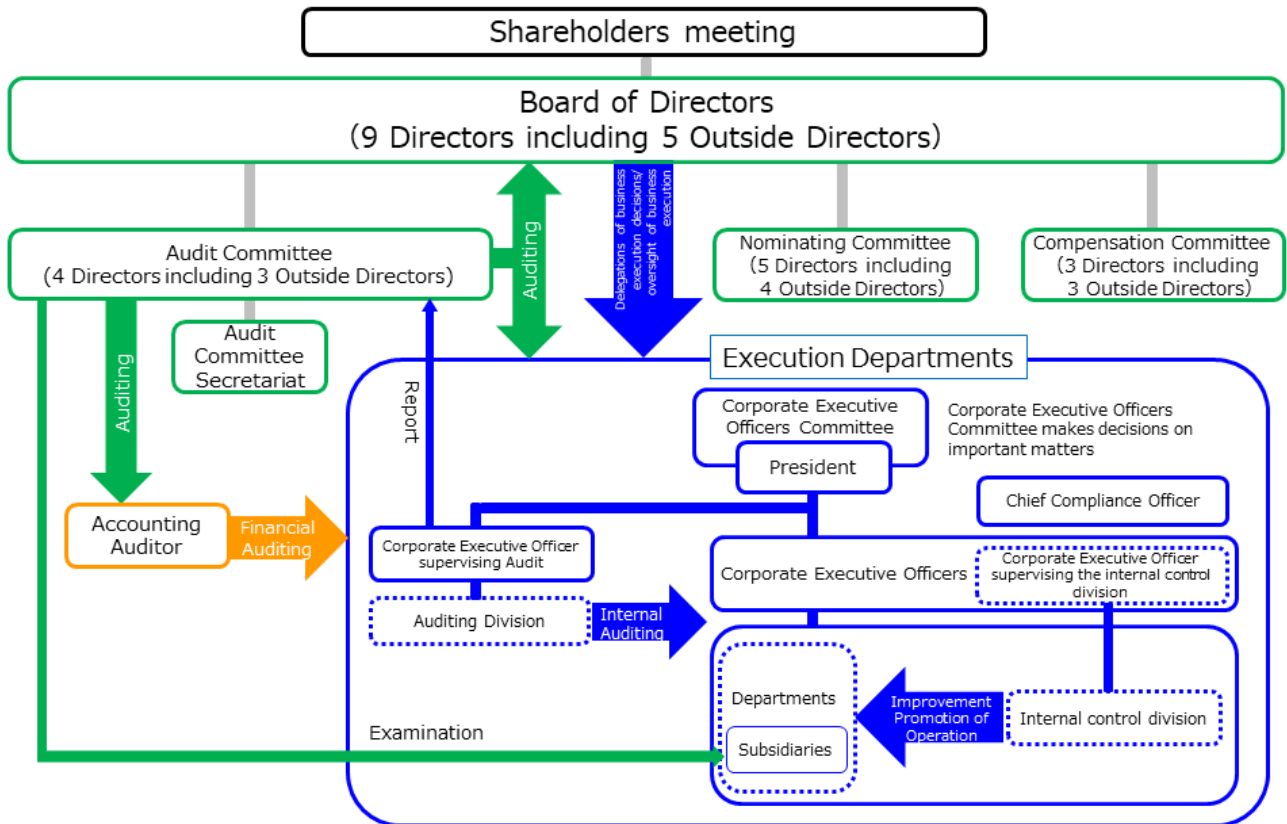 Shareholders meeting
Board of Directors
(9 Directors including 5 Outside Directors)
Delegations of business
execution decisions/
oversight of business
execution
Auditing
Audit Committee
(4 Directors including 3 Outside Directors)
Nominating Committee
(5 Directors including
4 Outside Directors)
Compensation Committee
(3 Directors including
3 Outside Directors)
Audit
Committee
Secretariat
Auditing
Report
Execution Departments
Corporate Executive
Officers Committee
Corporate Executive Officers
Committee makes decisions on
important matters
President
Chief Compliance Officer
Accounting
Auditor
Financial
Auditing
Corporate Executive Officer
supervising Audit
Corporate Executive Officers
Corporate Executive Officer
supervising the internal control
division
Auditing Division
Internal
Auditing
Departments
Subsidiaries
Improvement
Promotion of
Operation
Internal control division
Examination